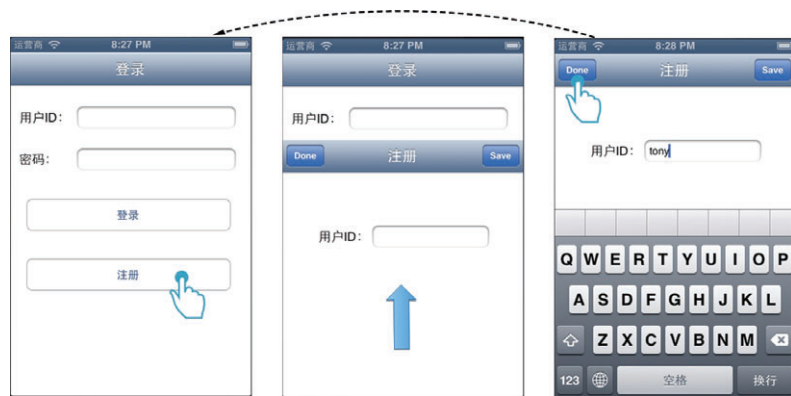 运营商 8:27 PM
登录
用户ID:
密码:
登录
注册
运营商 8:27 PM
登录
用户ID:
Done 注册 Save
用户ID:
运营商 8:28 PM
Done 注册 Save
用户ID: tony
Q W E R T Y U I O P
A S D F G H J K L
Z X C V B N M
123 空格 换行